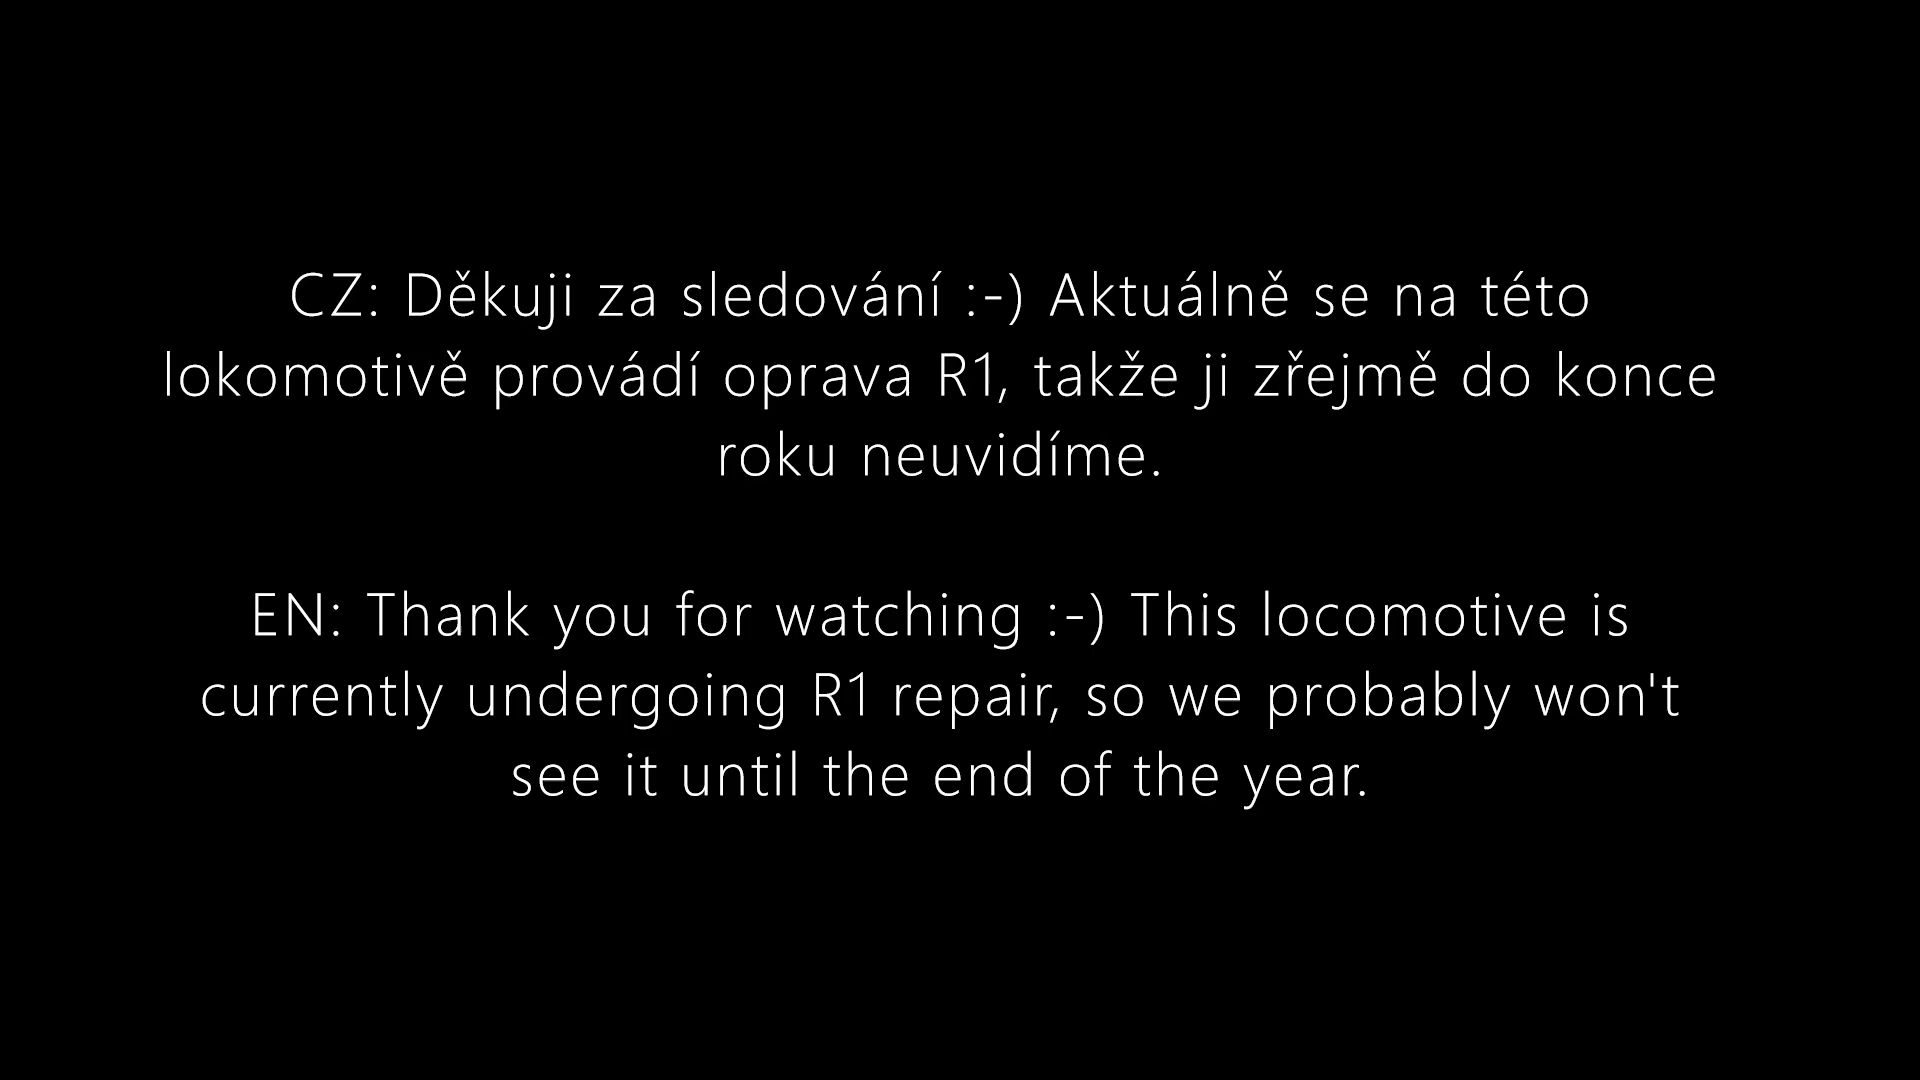 CZ: Děkuji za sledování :-) Aktuálně se na této
lokomotivě provádí oprava R1, takže ji zřejmě do konce
roku neuvidíme.
EN: Thank you for watching :-) This locomotive is
currently undergoing R1 repair, so we probably won't
see it until the end of the year.